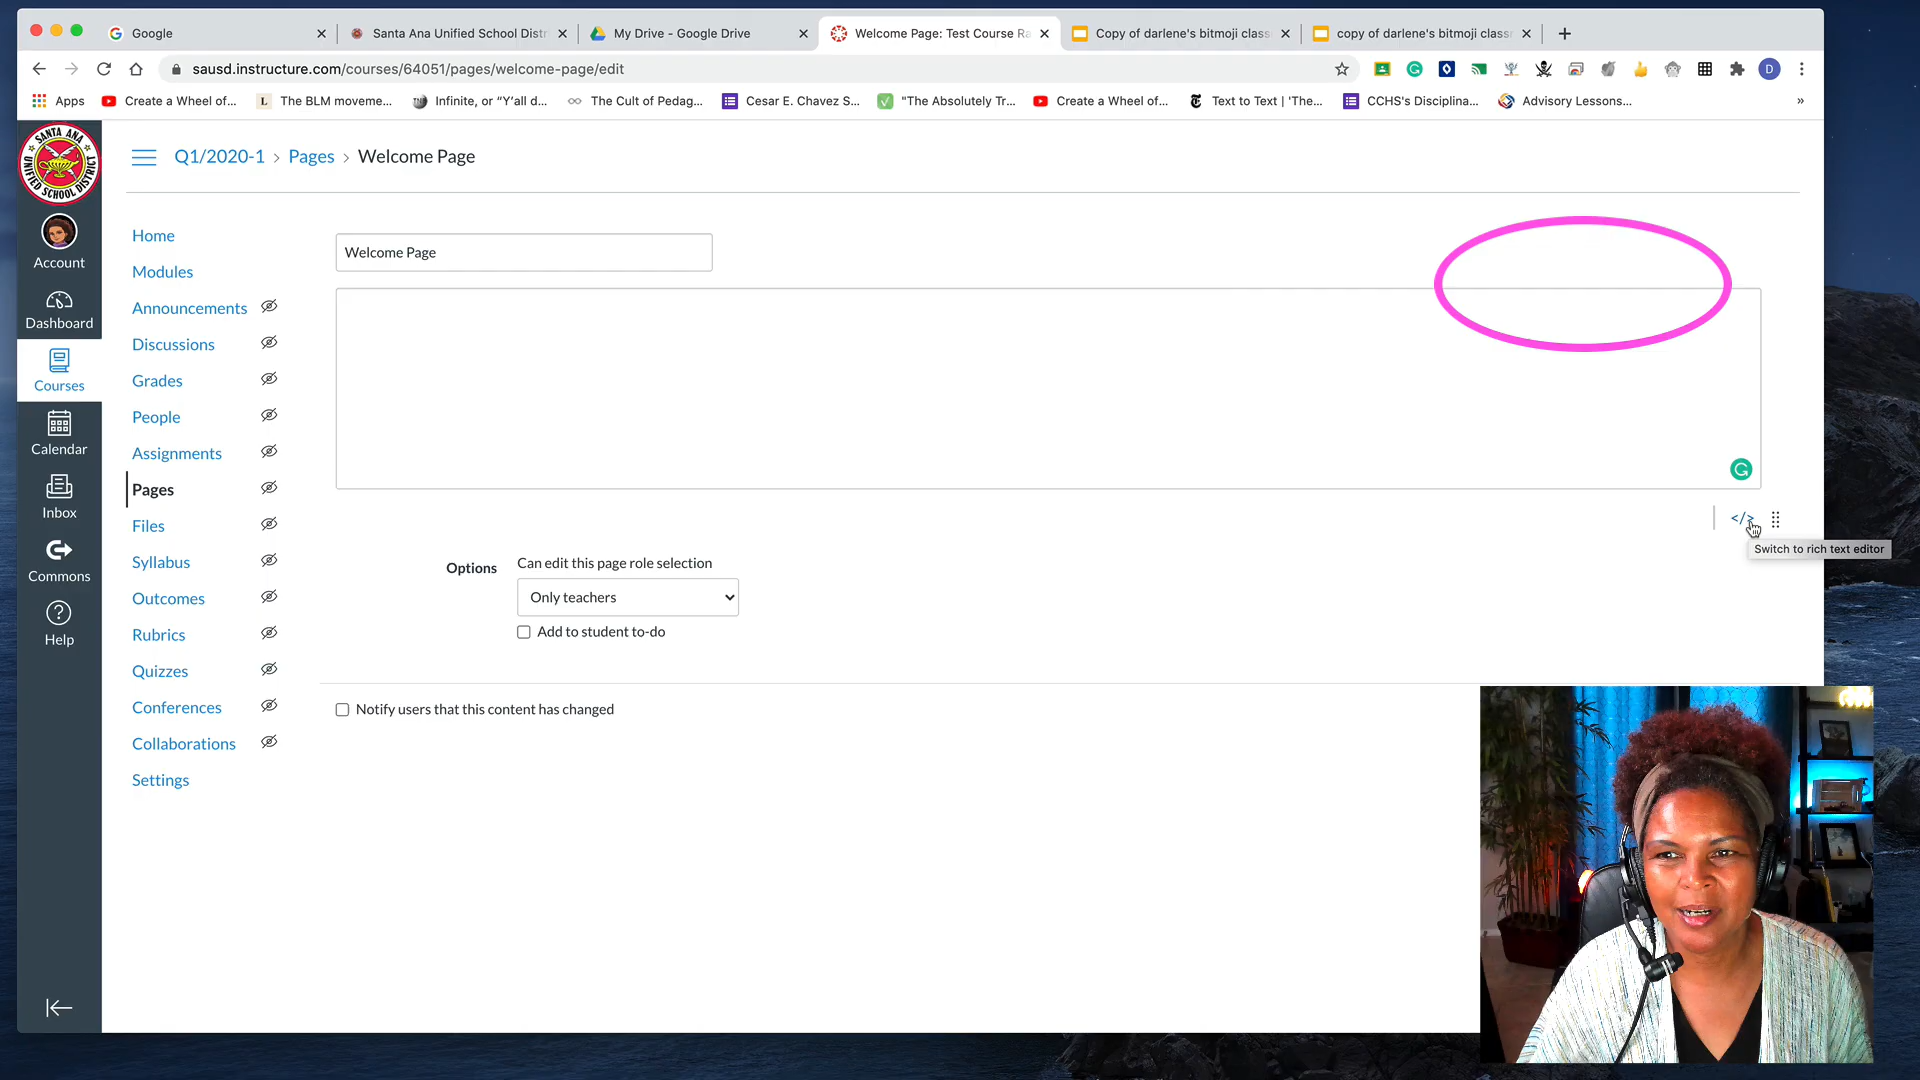 Google
Santa Ana Unified School Distr
My Drive - Google Drive
Welcome Page: Test Course Ra
Copy of darlene's bitmoji class
copy of darlene's bitmoji class
sausd.instructure.com/courses/64051/pages/welcome-page/edit
D
Apps
Create a Wheel of...
L
The BLM moveme...
Infinite, or “Y'all d...
The Cult of Pedag...
Cesar E. Chavez S...
"The Absolutely Tr...
Create a Wheel of...
Text to Text | 'The...
CCHS's Disciplina...
Advisory Lessons...
»
SANTA ANA
UNIFIED SCHOOL DISTRICT
Q1/2020-1 > Pages > Welcome Page
Account
Dashboard
Courses
Calendar
Inbox
Commons
Help
Home
Modules
Announcements
Discussions
Grades
People
Assignments
Pages
Files
Syllabus
Outcomes
Rubrics
Quizzes
Conferences
Collaborations
Settings
Welcome Page
</>
Switch to rich text editor
Options
Can edit this page role selection
Only teachers
Add to student to-do
Notify users that this content has changed